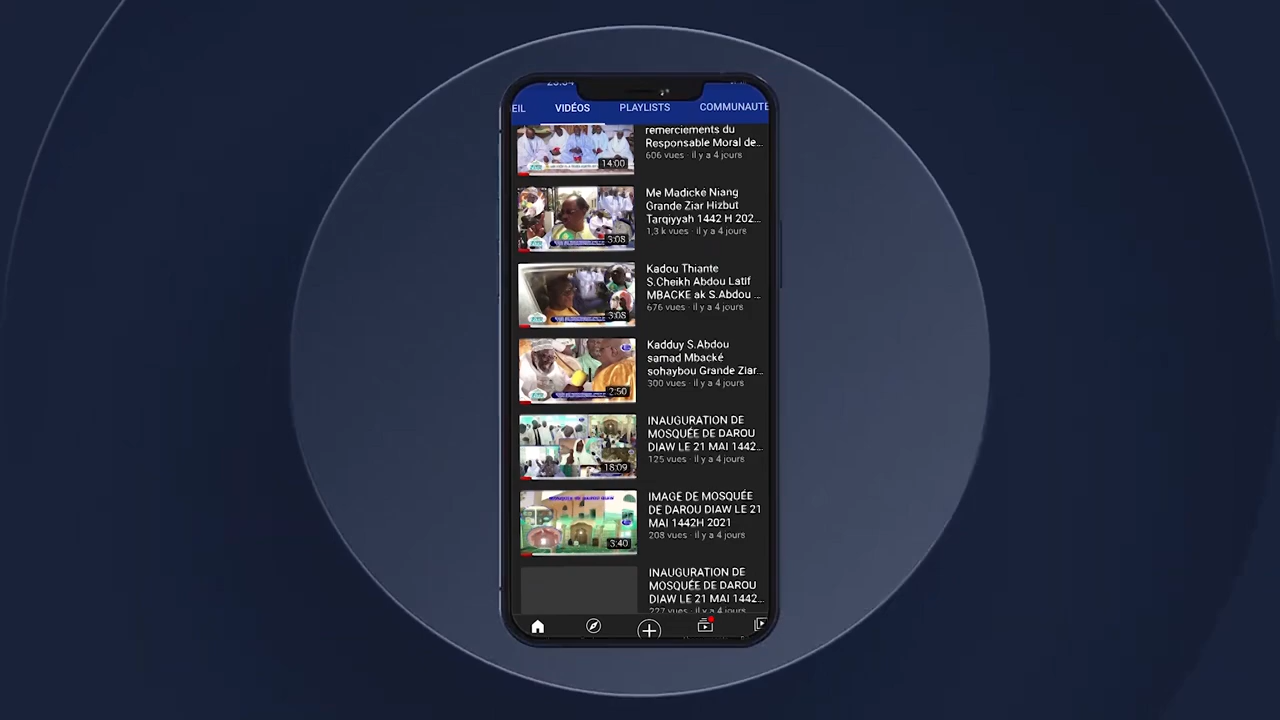 EIL VIDÉOS PLAYLISTS COMMUNAUTÉ
remerciements du
Responsable Moral de...
606 vues · il y a 4 jours
14:00
Me Madické Niang
Grande Ziar Hizbut
Tarqiyyah 1442 H 202...
1,3 k vues · il y a 4 jours
3:08
Kadou Thiante
S.Cheikh Abdou Latif
MBACKE ak S.Abdou ...
676 vues · il y a 4 jours
3:05
Kadduy S.Abdou
samad Mbacké
sohaybou Grande Ziar...
300 vues · il y a 4 jours
2:50
INAUGURATION DE
MOSQUÉE DE DAROU
DIAW LE 21 MAI 1442...
125 vues · il y a 4 jours
18:09
IMAGE DE MOSQUÉE
DE DAROU DIAW LE 21
MAI 1442H 2021
208 vues · il y a 4 jours
3:40
INAUGURATION DE
MOSQUÉE DE DAROU
DIAW LE 21 MAI 1442...
227 vues · il y a 4 jours